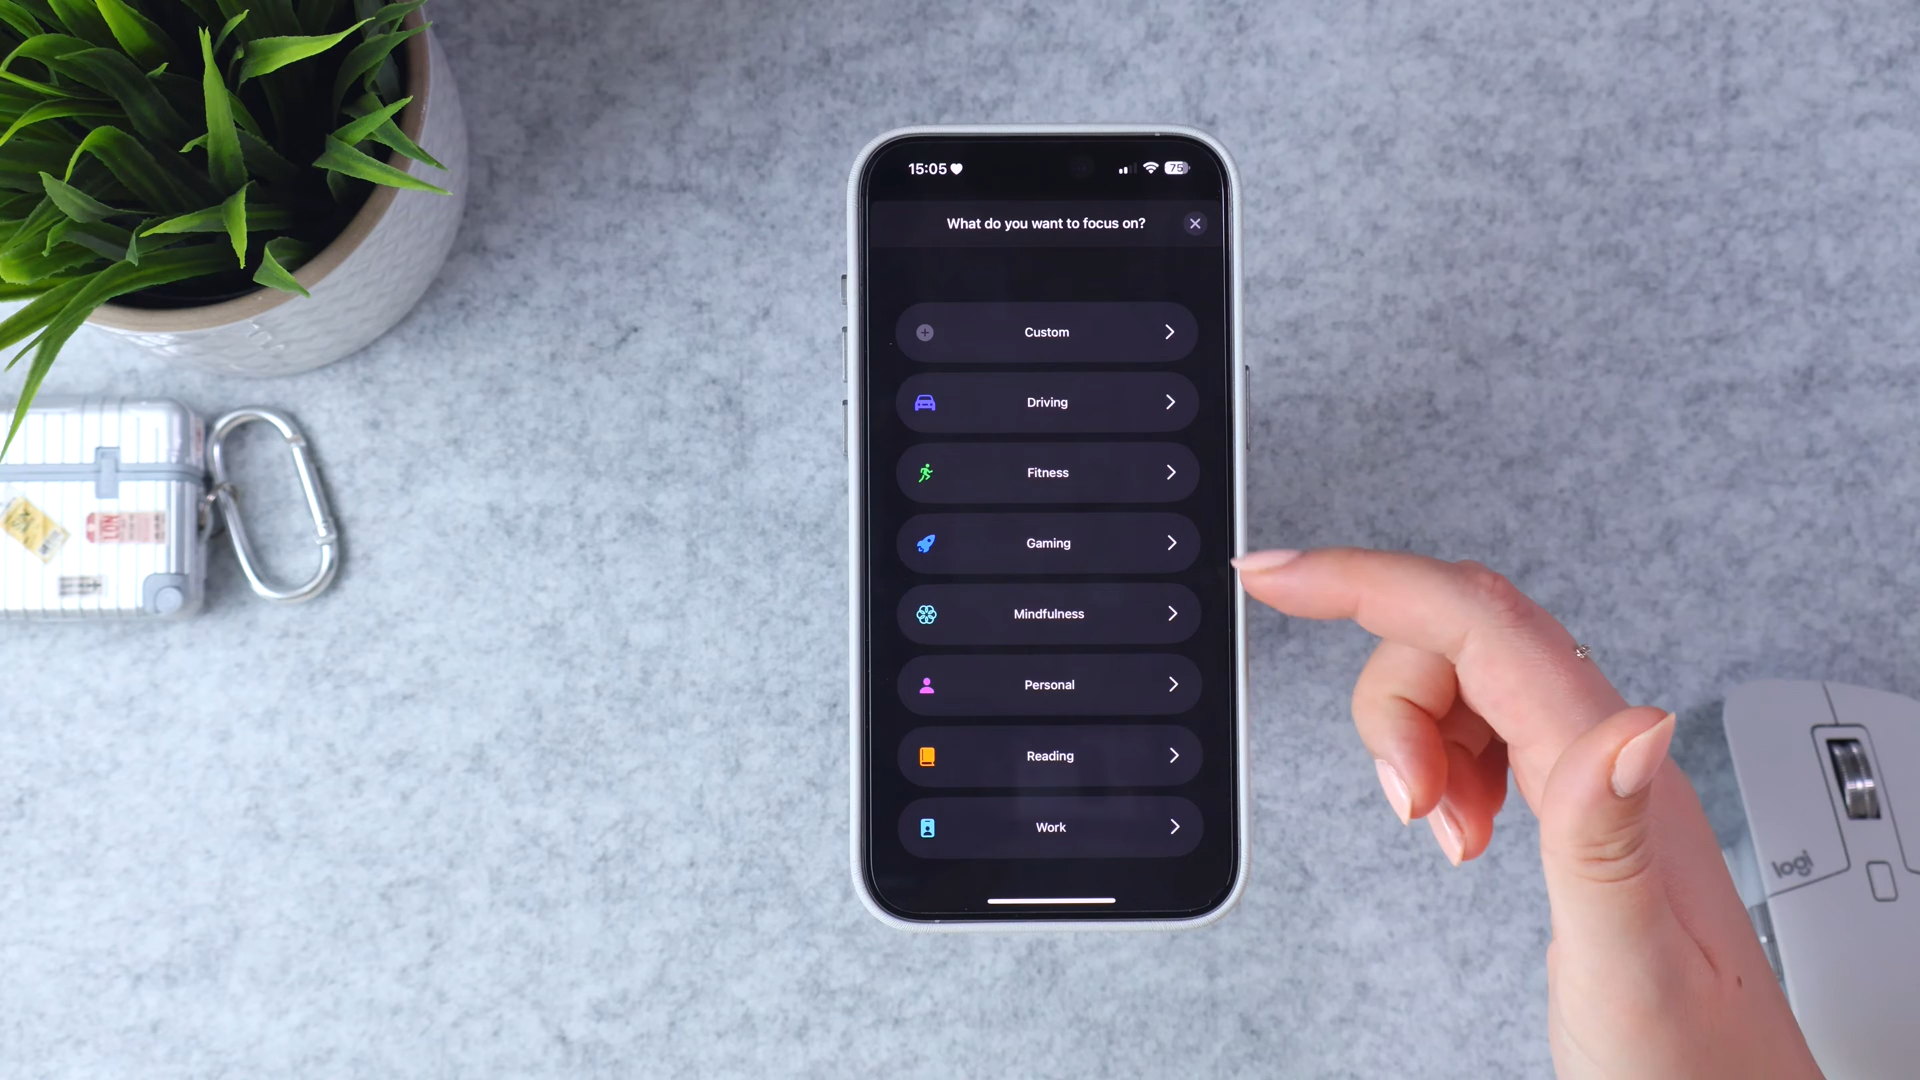 15:05
75
What do you want to focus on?
Custom
Driving
Fitness
Gaming
Mindfulness
Personal
Reading
Work
LON
logi